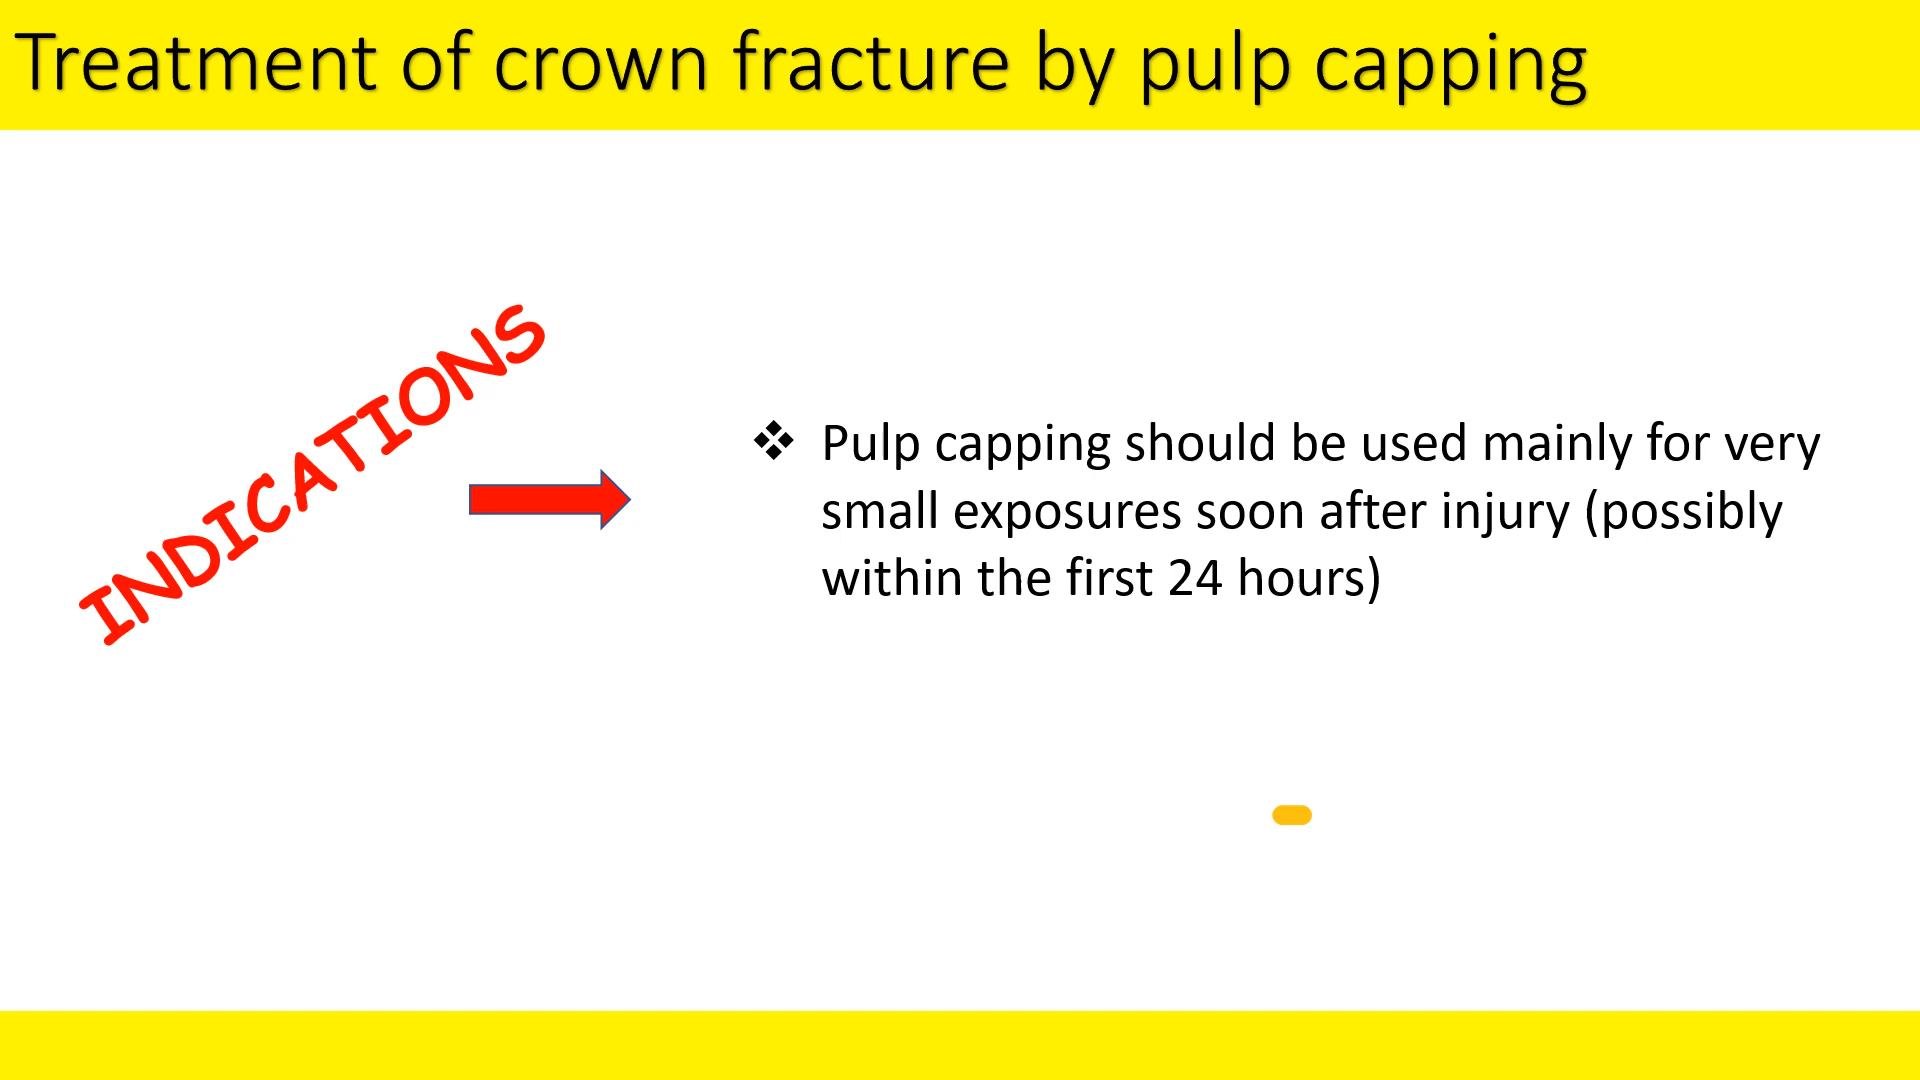 Treatment of crown fracture by pulp capping
INDICATIONS
❖ Pulp capping should be used mainly for very
small exposures soon after injury (possibly
within the first 24 hours)